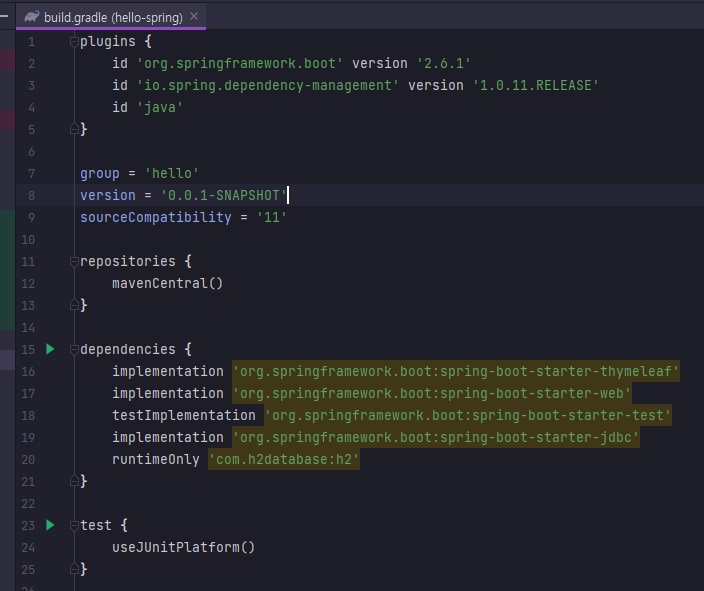 build.gradle (hello-spring)
1 plugins {
2 id 'org.springframework.boot' version '2.6.1'
3 id 'io.spring.dependency-management' version '1.0.11.RELEASE'
4 id 'java'
5 }
6
7 group = 'hello'
8 version = '0.0.1-SNAPSHOT'
9 sourceCompatibility = '11'
10
11 repositories {
12 mavenCentral()
13 }
14
15 dependencies {
16 implementation 'org.springframework.boot:spring-boot-starter-thymeleaf'
17 implementation 'org.springframework.boot:spring-boot-starter-web'
18 testImplementation 'org.springframework.boot:spring-boot-starter-test'
19 implementation 'org.springframework.boot:spring-boot-starter-jdbc'
20 runtimeOnly 'com.h2database:h2'
21 }
22
23 test {
24 useJUnitPlatform()
25 }